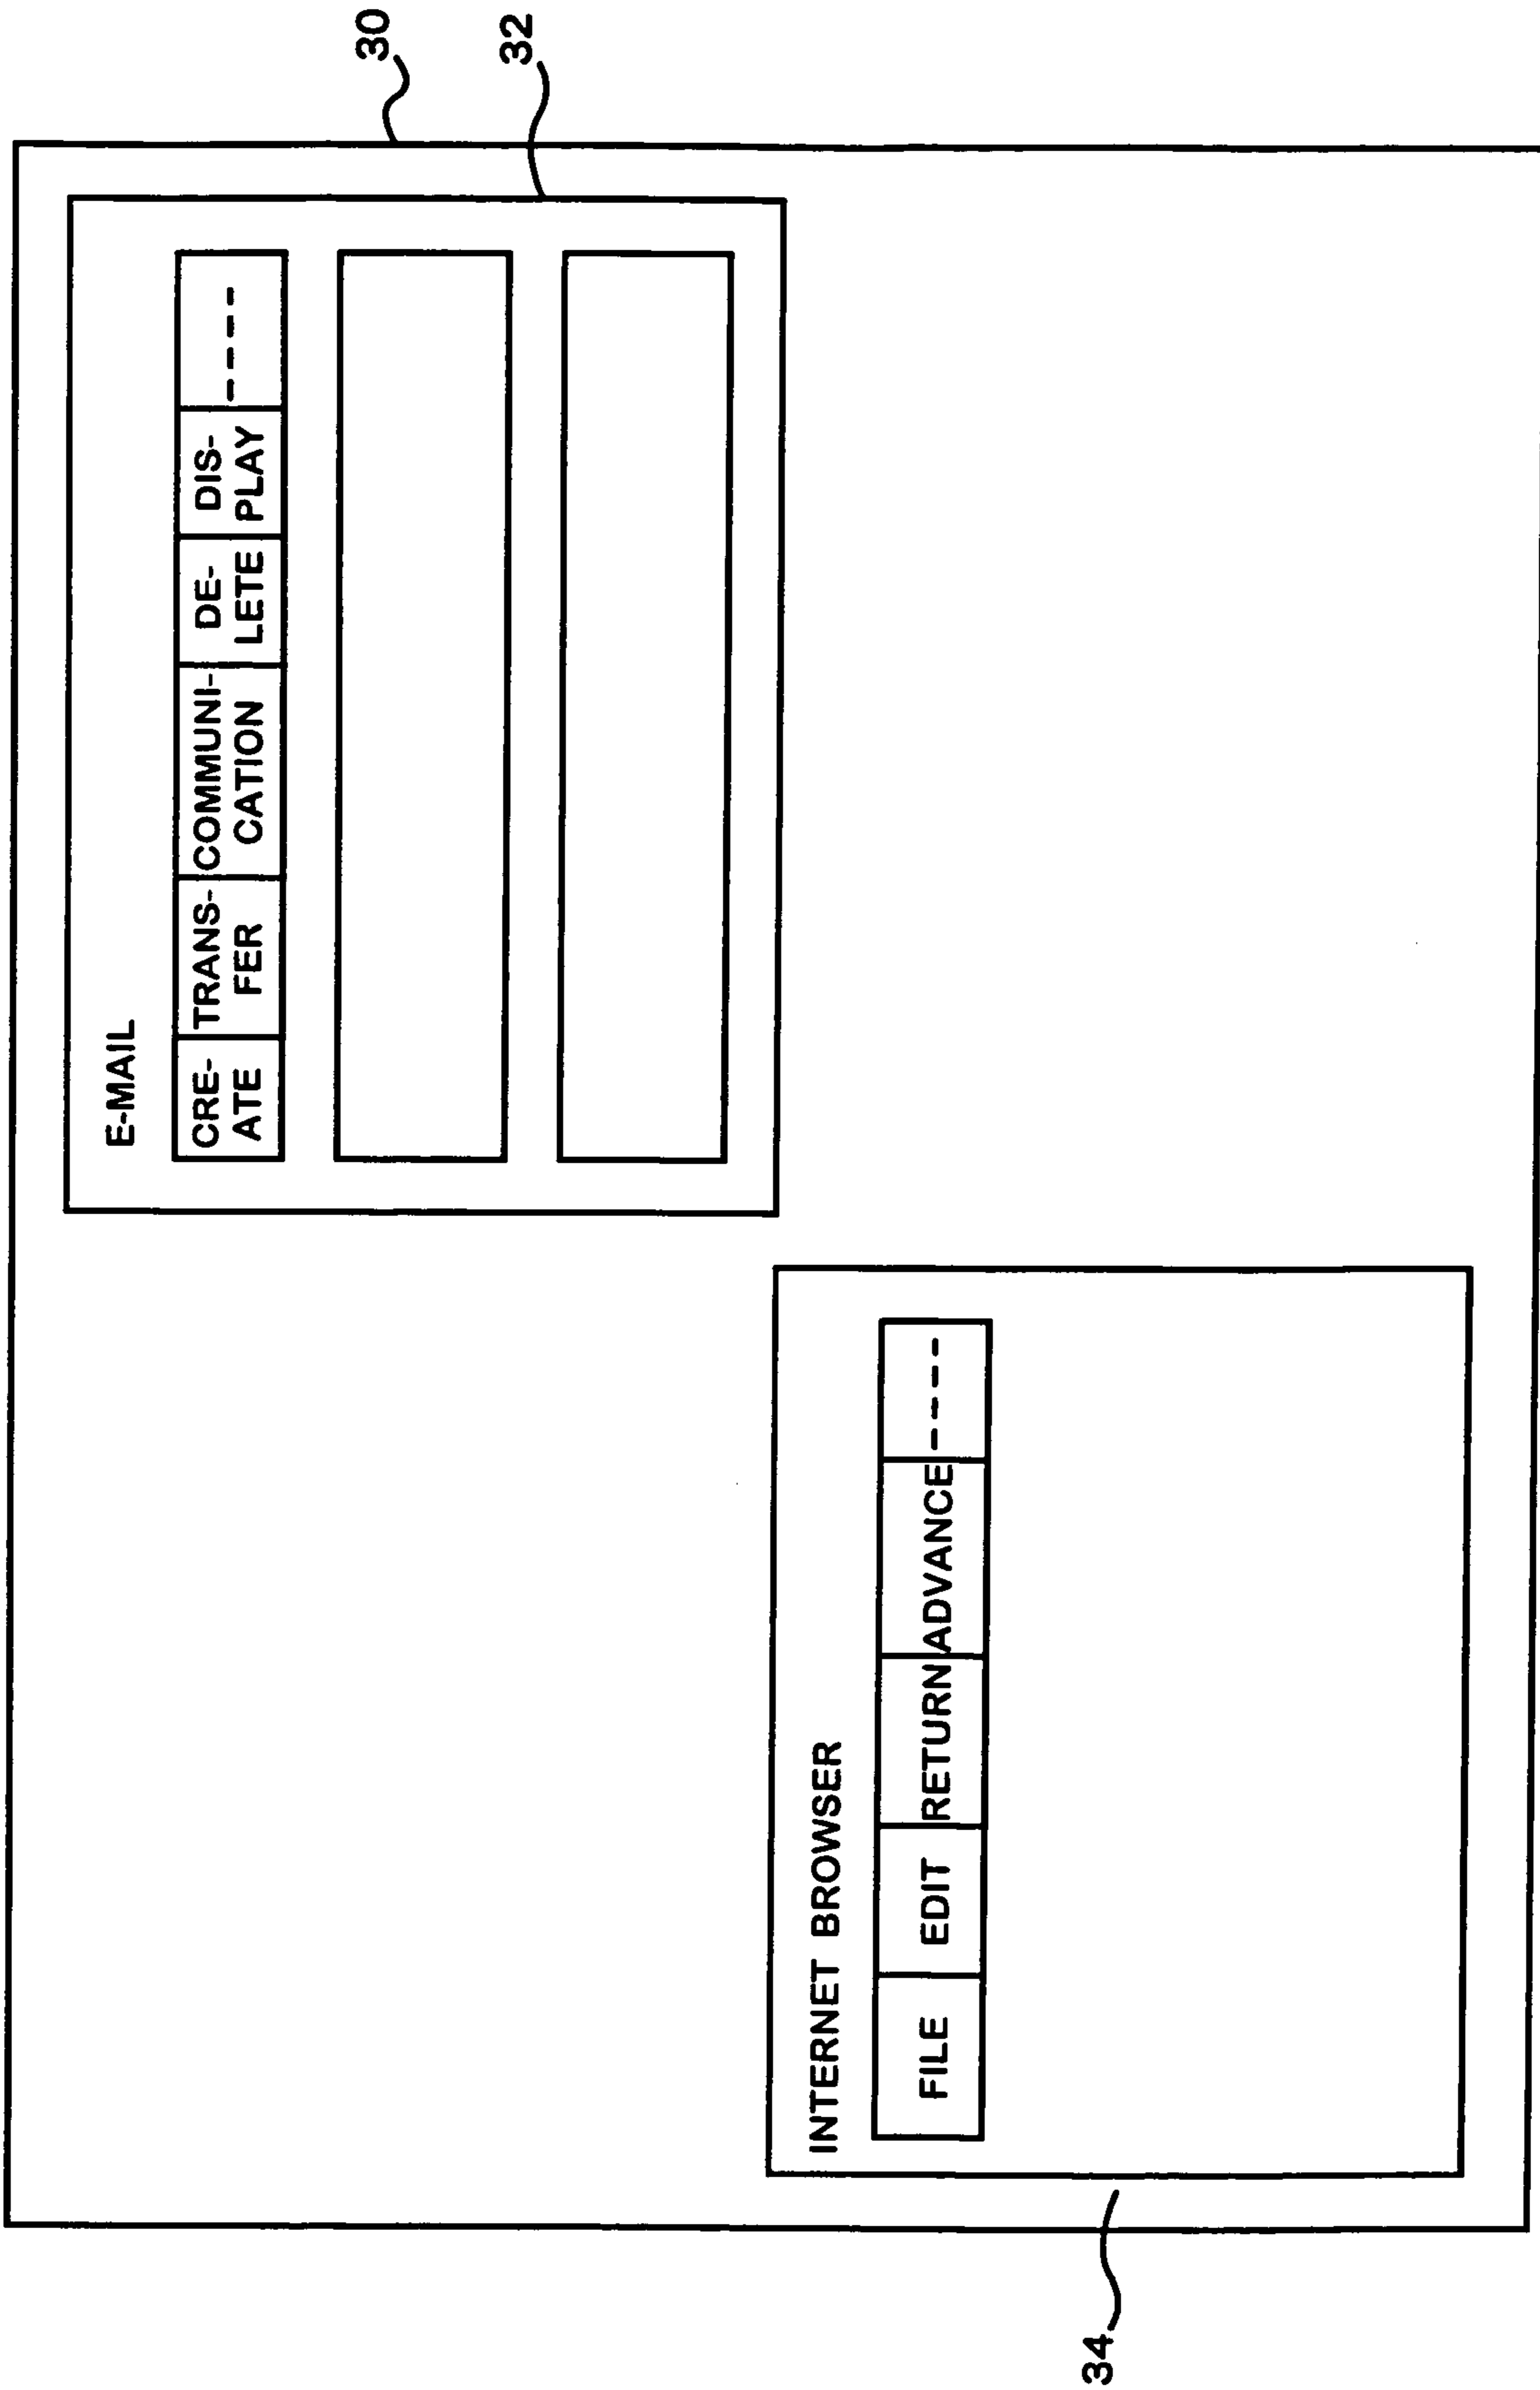 30
32
E-MAIL
CRE-
ATE
TRANS-
FER
COMMUNI-
CATION
DE-
LETE
DIS-
PLAY
----
INTERNET BROWSER
FILE
EDIT
RETURN
ADVANCE
----
34